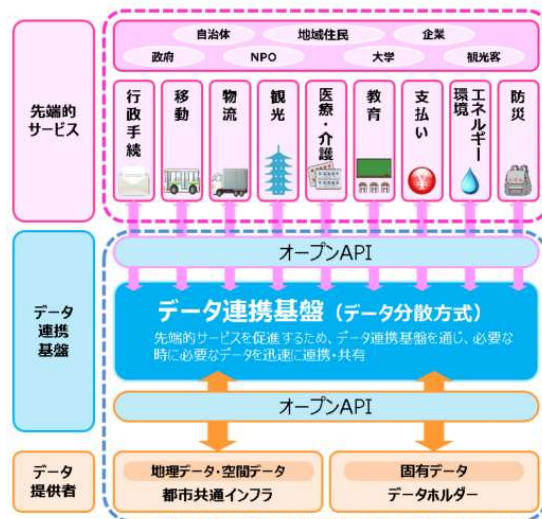 自治体
地域住民
企業
政府
NPO
大学
観光客
先端的
サービス
行政手続
移動
物流
観光
医療・介護
教育
支払い
エネルギー
環境
防災
オープンAPI
データ
連携
基盤
データ連携基盤（データ分散方式）
先端的サービスを促進するため、データ連携基盤を通じ、必要な
時に必要なデータを迅速に連携・共有
オープンAPI
データ
提供者
地理データ・空間データ
都市共通インフラ
固有データ
データホルダー